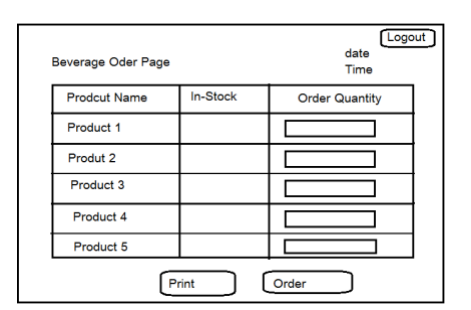 Logout
Beverage Oder Page
date
Time
Prodcut Name In-Stock Order Quantity
Product 1
Produt 2
Product 3
Product 4
Product 5
Print Order